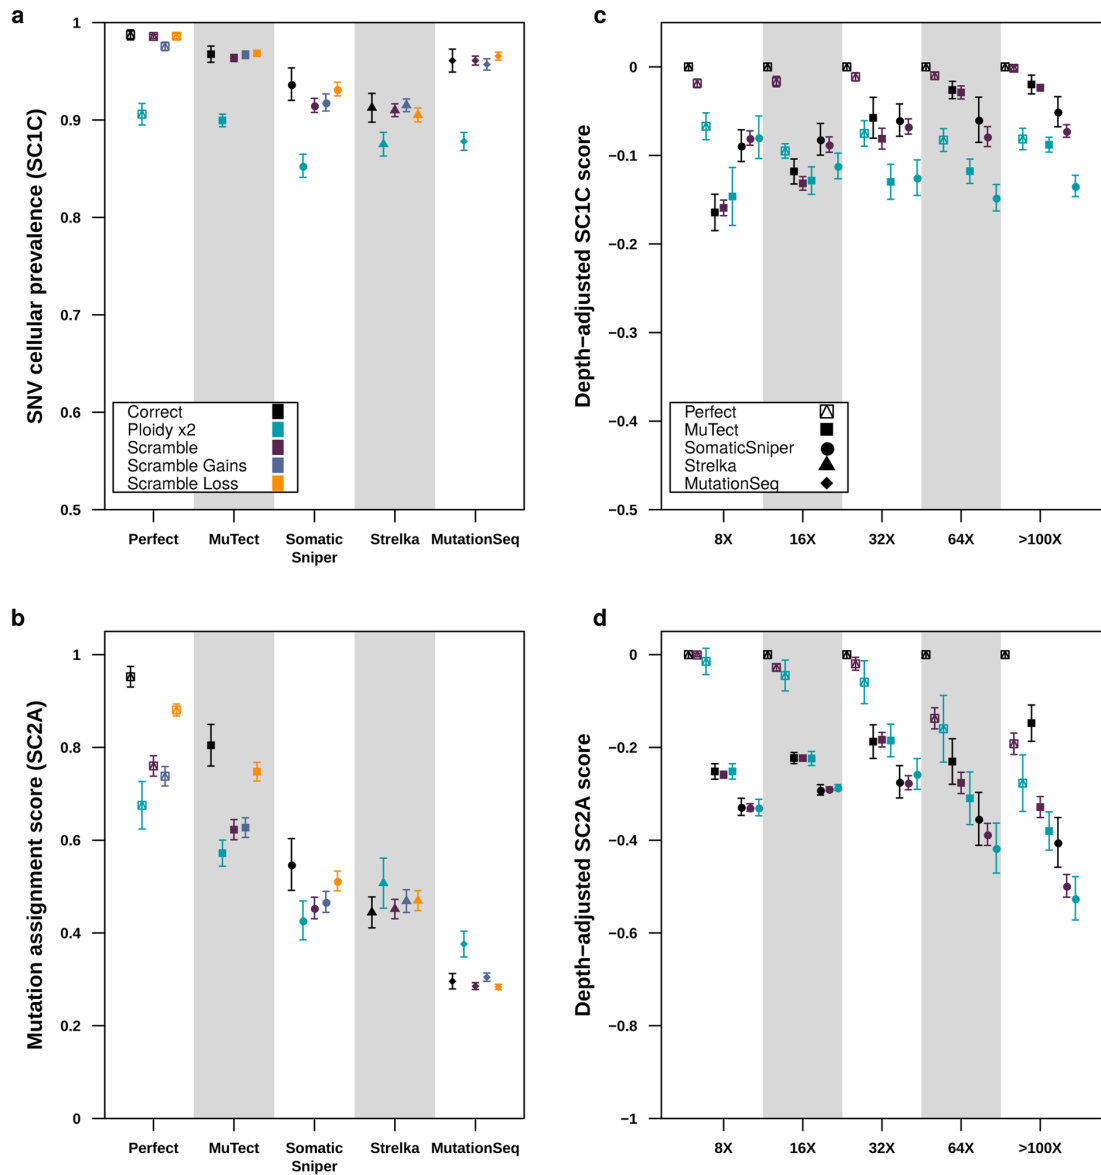 a
SNV cellular prevalence (SC1C)
1
0.9
0.8
0.7
0.6
0.5
Correct
Ploidy x2
Scramble
Scramble Gains
Scramble Loss
Perfect
MuTect
Somatic
Sniper
Strelka
MutationSeq
c
Depth−adjusted SC1C score
0
−0.1
−0.2
−0.3
−0.4
−0.5
Perfect
MuTect
SomaticSniper
Strelka
MutationSeq
8X
16X
32X
64X
>100X
b
Mutation assignment score (SC2A)
1
0.8
0.6
0.4
0.2
0
Perfect
MuTect
Somatic
Sniper
Strelka
MutationSeq
d
Depth−adjusted SC2A score
0
−0.2
−0.4
−0.6
−0.8
−1
8X
16X
32X
64X
>100X